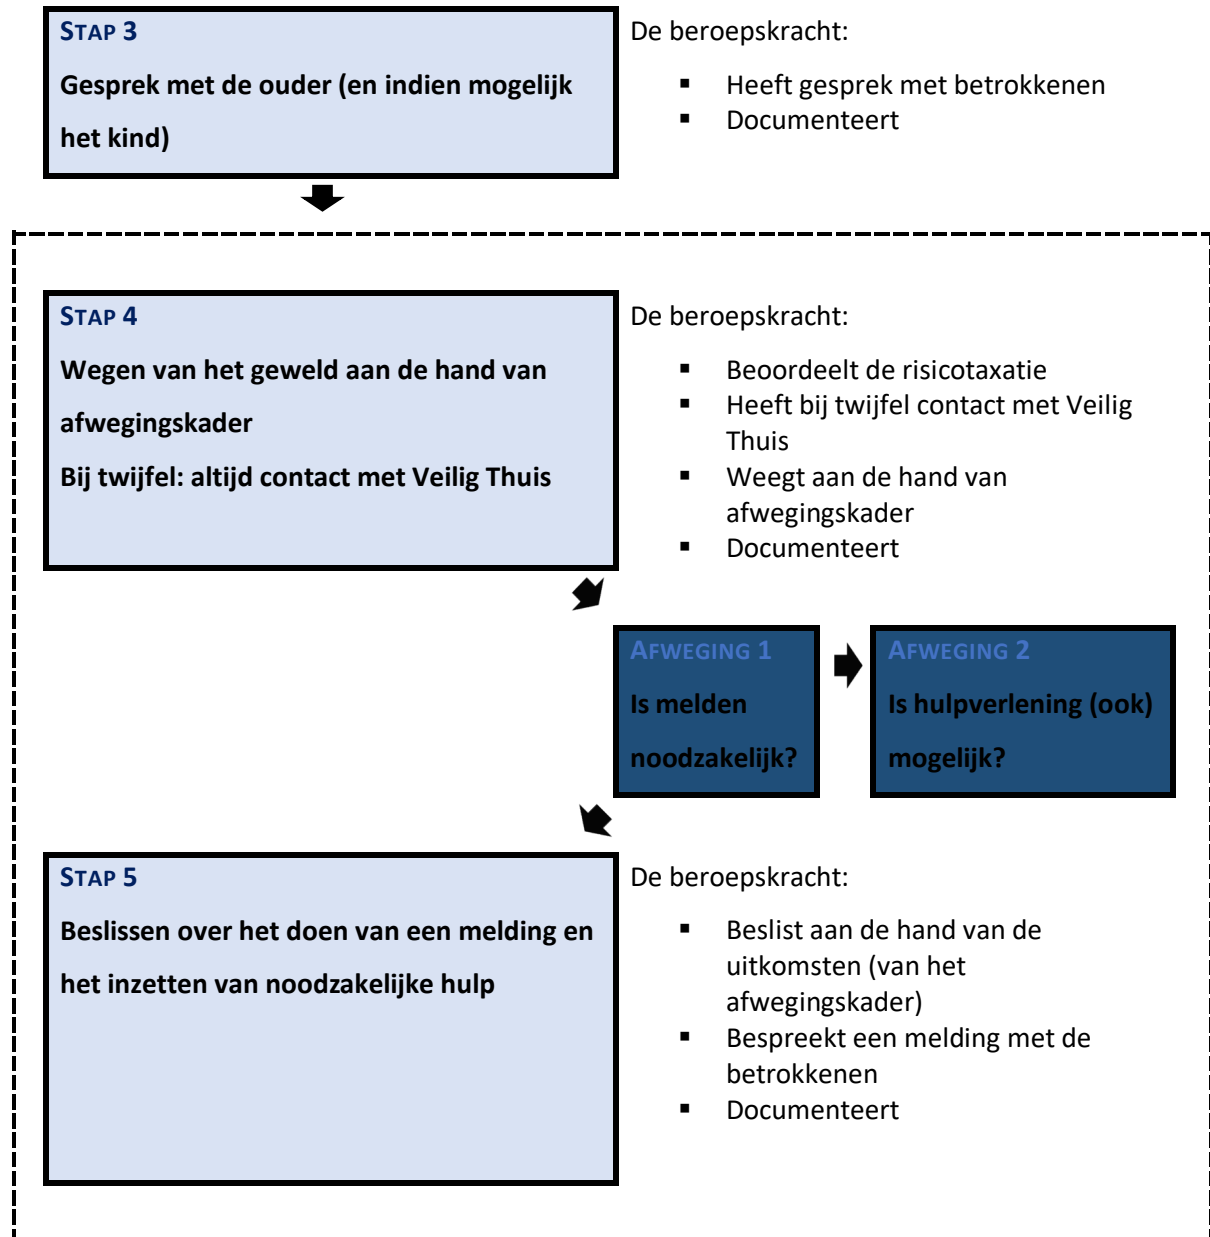 STAP 3
Gesprek met de ouder (en indien mogelijk
het kind)
De beroepskracht:
▪ Heeft gesprek met betrokkenen
▪ Documenteert
STAP 4
Wegen van het geweld aan de hand van
afwegingskader
Bij twijfel: altijd contact met Veilig Thuis
De beroepskracht:
▪ Beoordeelt de risicotaxatie
▪ Heeft bij twijfel contact met Veilig
Thuis
▪ Weegt aan de hand van
afwegingskader
▪ Documenteert
AFWEGING 1
Is melden
noodzakelijk?
AFWEGING 2
Is hulpverlening (ook)
mogelijk?
STAP 5
Beslissen over het doen van een melding en
het inzetten van noodzakelijke hulp
De beroepskracht:
▪ Beslist aan de hand van de
uitkomsten (van het
afwegingskader)
▪ Bespreekt een melding met de
betrokkenen
▪ Documenteert